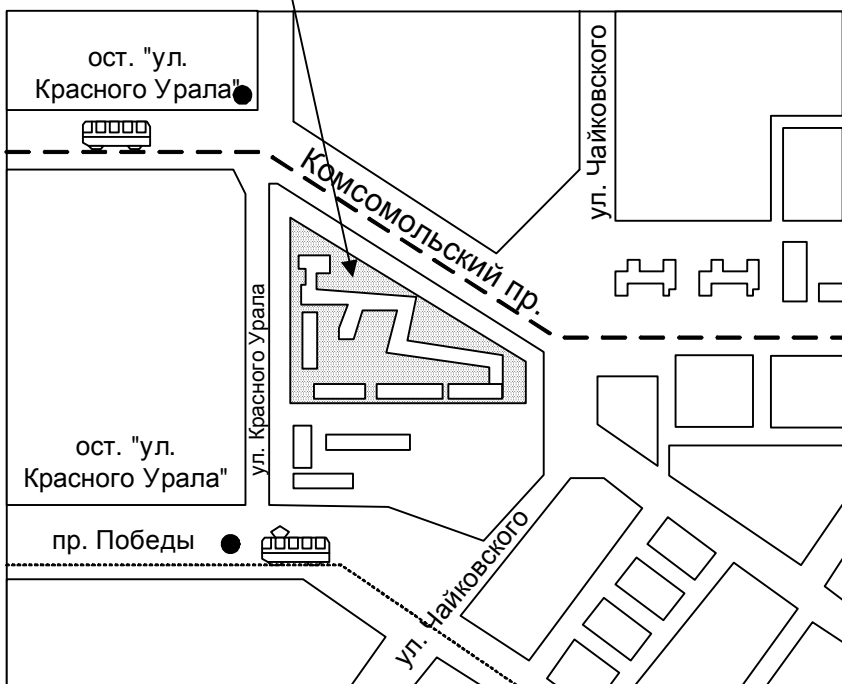 ост. "ул.
Красного Урала"
ул. Чайковского
Комсомольский пр.
ул. Красного Урала
ост. "ул.
Красного Урала"
пр. Победы
ул. Чайковского